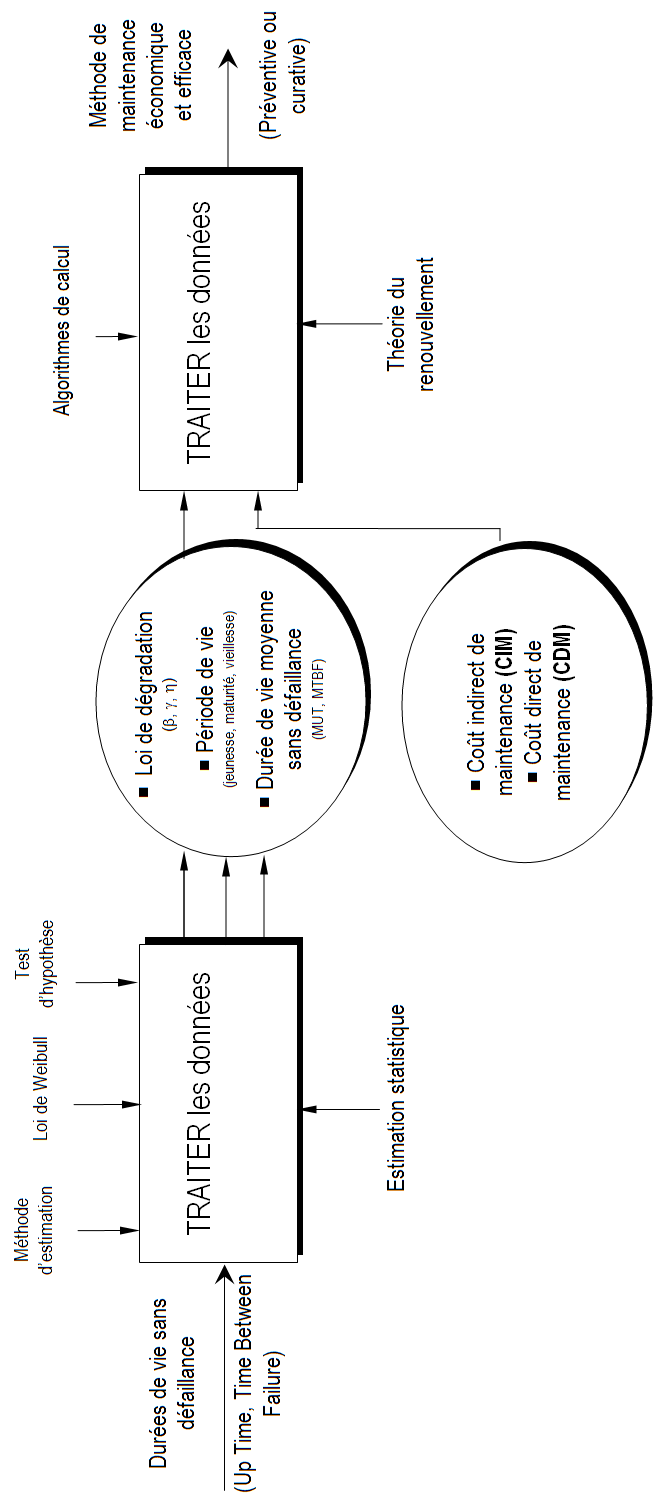 Méthode
d'estimation
Loi de Weibull
Test
d'hypothèse
Durées de vie sans
défaillance
(Up Time, Time Between
Failure)
TRAITER les données
Estimation statistique
■ Loi de dégradation
(β, γ, η)
■ Période de vie
(jeunesse, maturité, vieillesse)
■ Durée de vie moyenne
sans défaillance
(MUT, MTBF)
■ Coût indirect de
maintenance (CIM)
■ Coût direct de
maintenance (CDM)
Algorithmes de calcul
TRAITER les données
Théorie du
renouvellement
Méthode de
maintenance
économique
et efficace
(Préventive ou
curative)